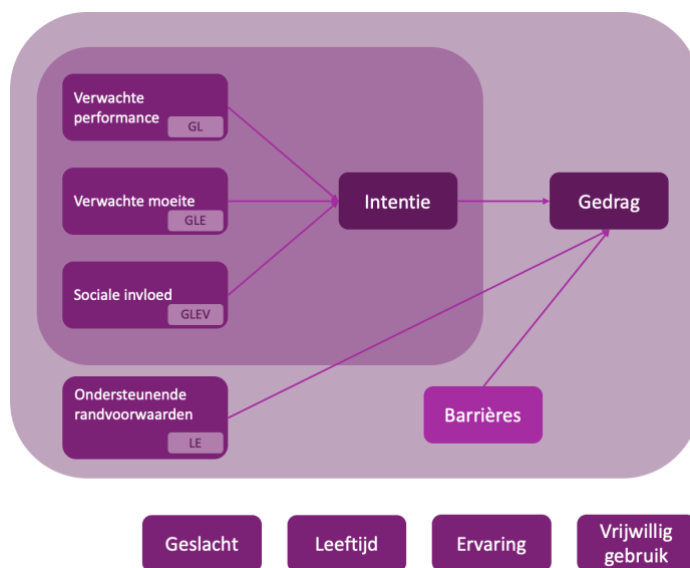 Verwachte
performance
GL
Verwachte moeite
GLE
Sociale invloed
GLEV
Intentie
Gedrag
Ondersteunende
randvoorwaarden
LE
Barrières
Geslacht
Leeftijd
Ervaring
Vrijwillig
gebruik